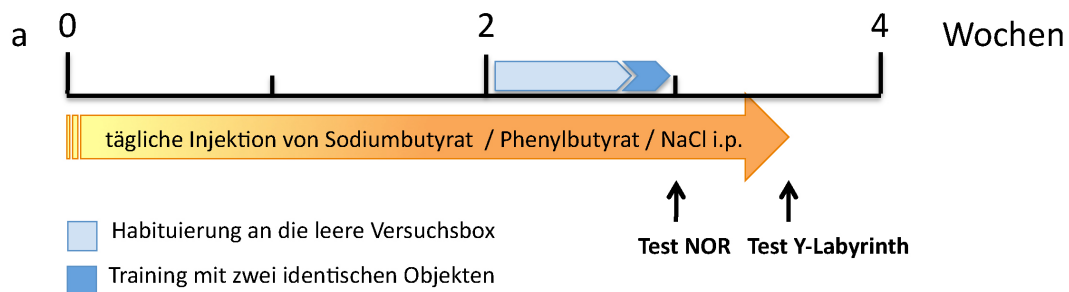 a
0 2 4 Wochen
tägliche Injektion von Sodiumbutyrat / Phenylbutyrat / NaCl i.p.
Habituierung an die leere Versuchsbox
Training mit zwei identischen Objekten
Test NOR Test Y-Labyrinth